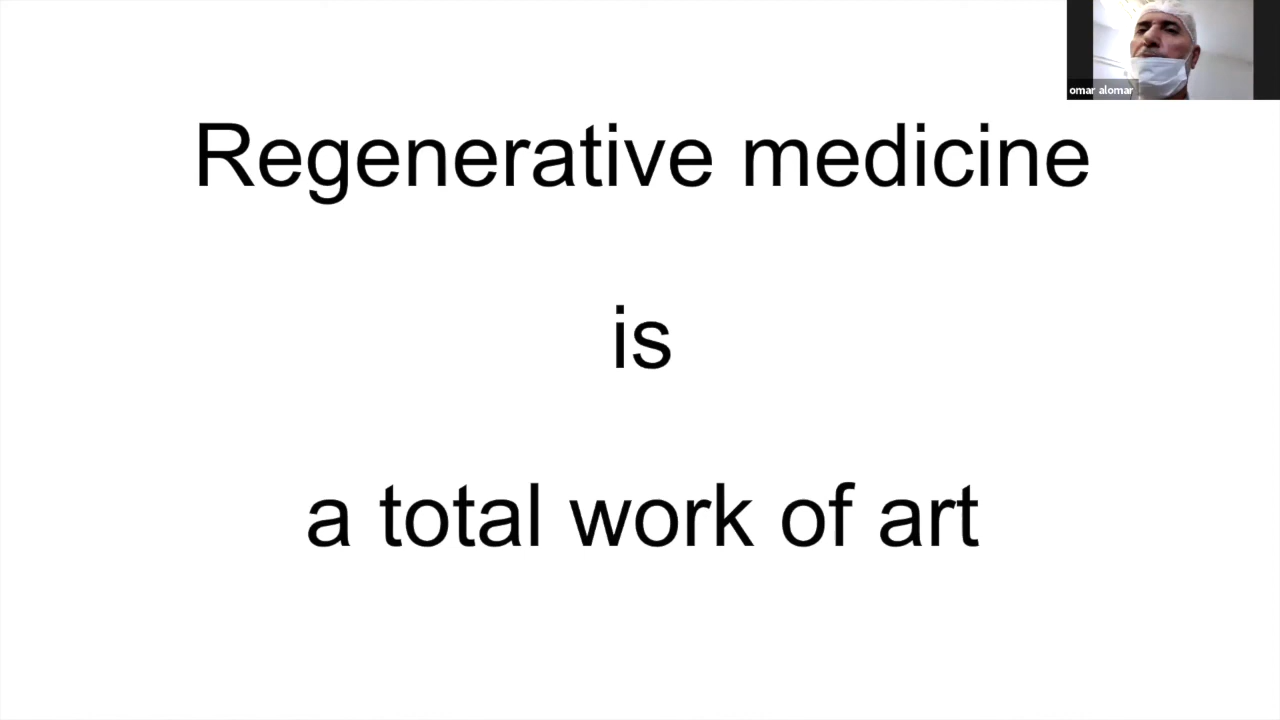 omar alomar
Regenerative medicine
is
a total work of art